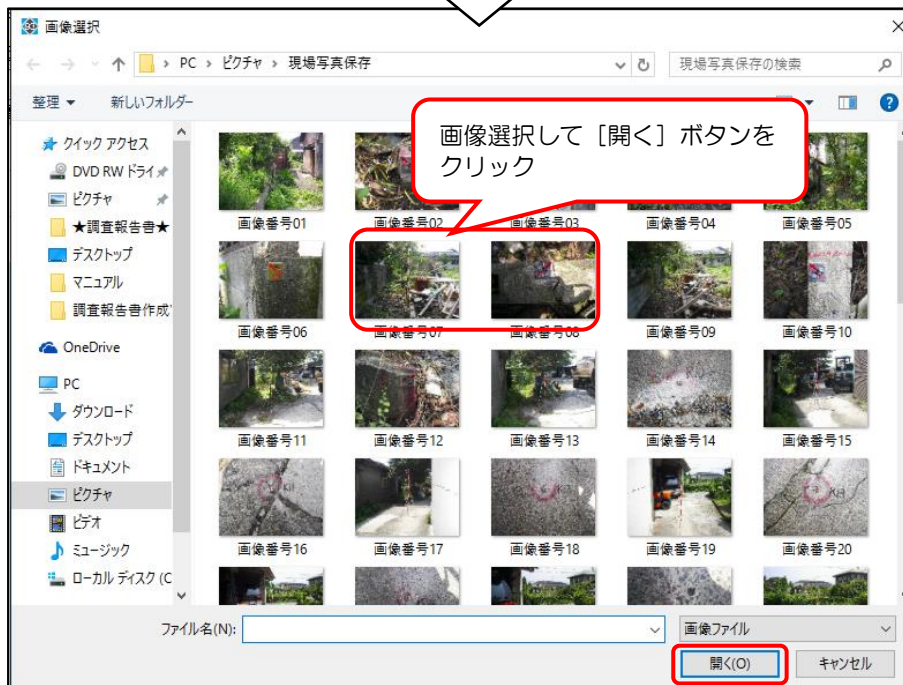 画像選択
PC › ピクチャ › 現場写真保存
現場写真保存の検索
整理
新しいフォルダー
画像選択して［開く］ボタンを
クリック
クイック アクセス
DVD RW ドライ
ピクチャ
★調査報告書★
デスクトップ
マニュアル
調査報告書作成
OneDrive
PC
ダウンロード
デスクトップ
ドキュメント
ピクチャ
ビデオ
ミュージック
ローカル ディスク (C
画像番号01
画像番号02
画像番号03
画像番号04
画像番号05
画像番号06
画像番号07
画像番号08
画像番号09
画像番号10
画像番号11
画像番号12
画像番号13
画像番号14
画像番号15
画像番号16
画像番号17
画像番号18
画像番号19
画像番号20
ファイル名(N):
画像ファイル
開く(O)
キャンセル